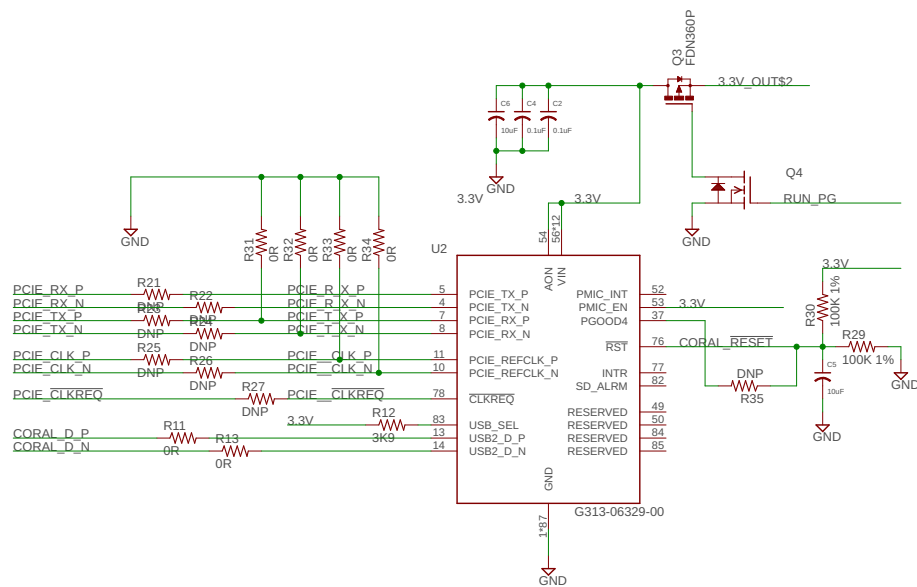 Q3
FDN360P
3.3V_OUT$2
C6
10uF
C4
0.1uF
C2
0.1uF
GND
3.3V
3.3V
Q4
RUN_PG
GND
GND
R31
0R
R32
0R
R33
0R
R34
0R
54
56*12
U2
AON
VIN
3.3V
R30
100K 1%
PCIE_RX_P
R21
DNP
PCIE_R_X_P
5
PCIE_TX_P
PMIC_INT
52
PCIE_RX_N
R22
DNP
PCIE_R_X_N
4
PCIE_TX_N
PMIC_EN
53
3.3V
PCIE_TX_P
R23
DNP
PCIE_T_X_P
7
PCIE_RX_P
PGOOD4
37
PCIE_TX_N
R24
DNP
PCIE_T_X_N
8
PCIE_RX_N
RST
76
CORAL_RESET
R29
100K 1%
GND
PCIE_CLK_P
R25
DNP
PCIE__CLK_P
11
PCIE_REFCLK_P
PCIE_CLK_N
R26
DNP
PCIE__CLK_N
10
PCIE_REFCLK_N
INTR
77
SD_ALRM
82
DNP
R35
C5
10uF
GND
PCIE_CLKREQ
R27
DNP
PCIE__CLKREQ
78
CLKREQ
RESERVED
49
3.3V
R12
3K9
83
USB_SEL
RESERVED
50
CORAL_D_P
R11
0R
13
USB2_D_P
RESERVED
84
CORAL_D_N
R13
0R
14
USB2_D_N
RESERVED
85
GND
G313-06329-00
1*87
GND